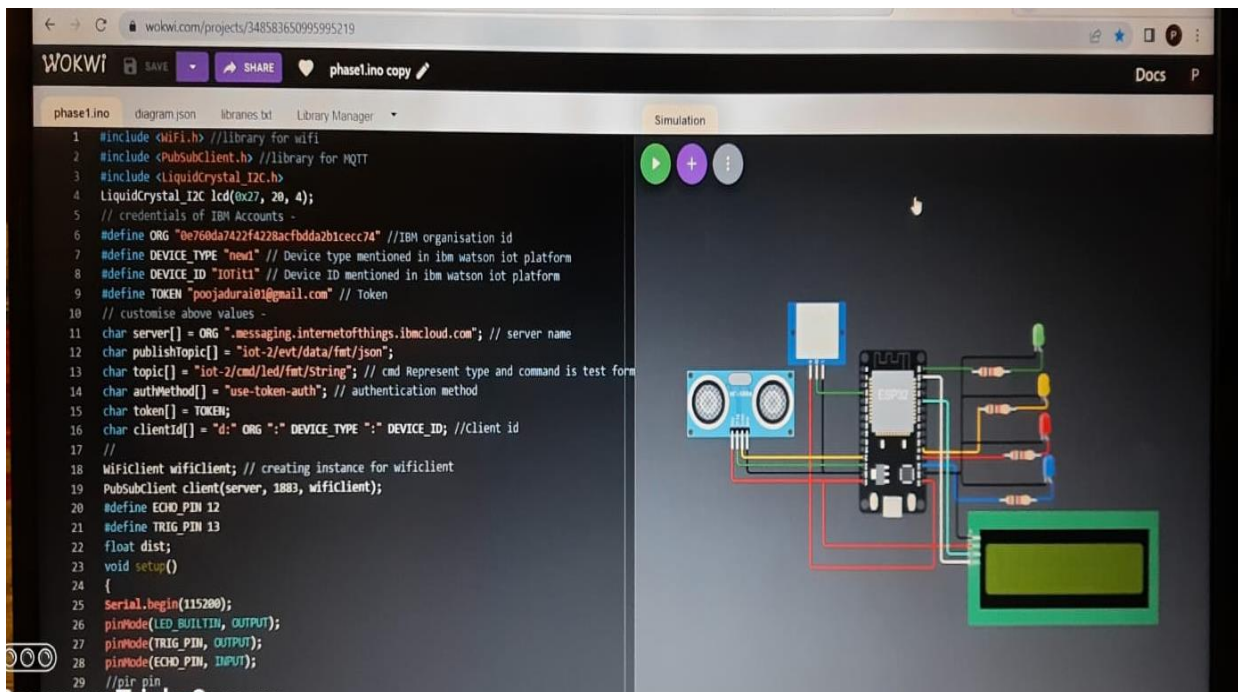 wokwi.com/projects/348583650995995219
WOKWI SAVE SHARE phase1.ino copy Docs P
phase1.ino diagram.json libraries.txt Library Manager Simulation
1 #include <WiFi.h> //library for wifi
2 #include <PubSubClient.h> //library for MQTT
3 #include <LiquidCrystal_I2C.h>
4 LiquidCrystal_I2C lcd(0x27, 20, 4);
5 // credentials of IBM Accounts -
6 #define ORG "0e760da7422f4228acfbdda2b1cecc74" //IBM organisation id
7 #define DEVICE_TYPE "new1" // Device type mentioned in ibm watson iot platform
8 #define DEVICE_ID "IOTit1" // Device ID mentioned in ibm watson iot platform
9 #define TOKEN "poojadurai01@gmail.com" // Token
10 // customise above values -
11 char server[] = ORG ".messaging.internetofthings.ibmcloud.com"; // server name
12 char publishTopic[] = "iot-2/evt/data/fmt/json";
13 char topic[] = "iot-2/cmd/led/fmt/String"; // cmd Represent type and command is test form
14 char authMethod[] = "use-token-auth"; // authentication method
15 char token[] = TOKEN;
16 char clientId[] = "d:" ORG ":" DEVICE_TYPE ":" DEVICE_ID; //Client id
17 //
18 WiFiClient wifiClient; // creating instance for wificlient
19 PubSubClient client(server, 1883, wifiClient);
20 #define ECHO_PIN 12
21 #define TRIG_PIN 13
22 float dist;
23 void setup()
24 {
25 Serial.begin(115200);
26 pinMode(LED_BUILTIN, OUTPUT);
27 pinMode(TRIG_PIN, OUTPUT);
28 pinMode(ECHO_PIN, INPUT);
29 //pir pin
ESP32